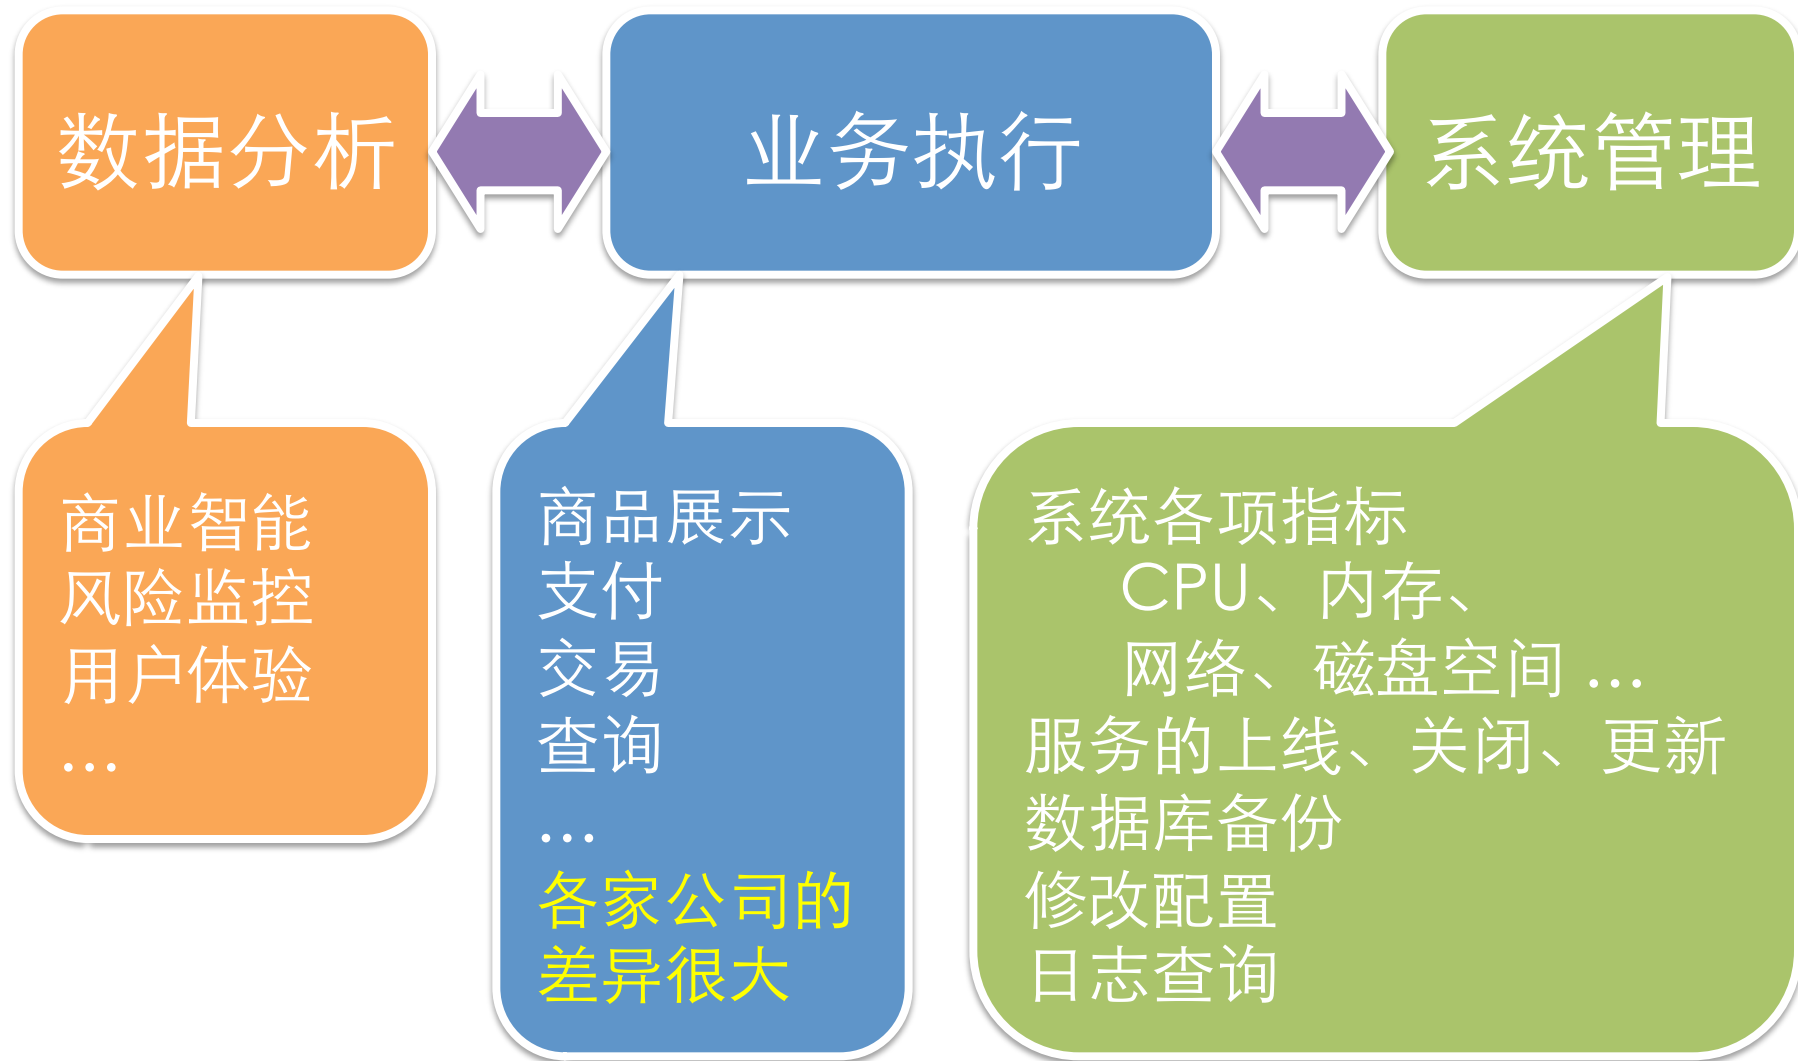 数据分析
业务执行
系统管理
商业智能
风险监控
用户体验
...
商品展示
支付
交易
查询
...
各家公司的
差异很大
系统各项指标
CPU、内存、
网络、磁盘空间 ...
服务的上线、关闭、更新
数据库备份
修改配置
日志查询